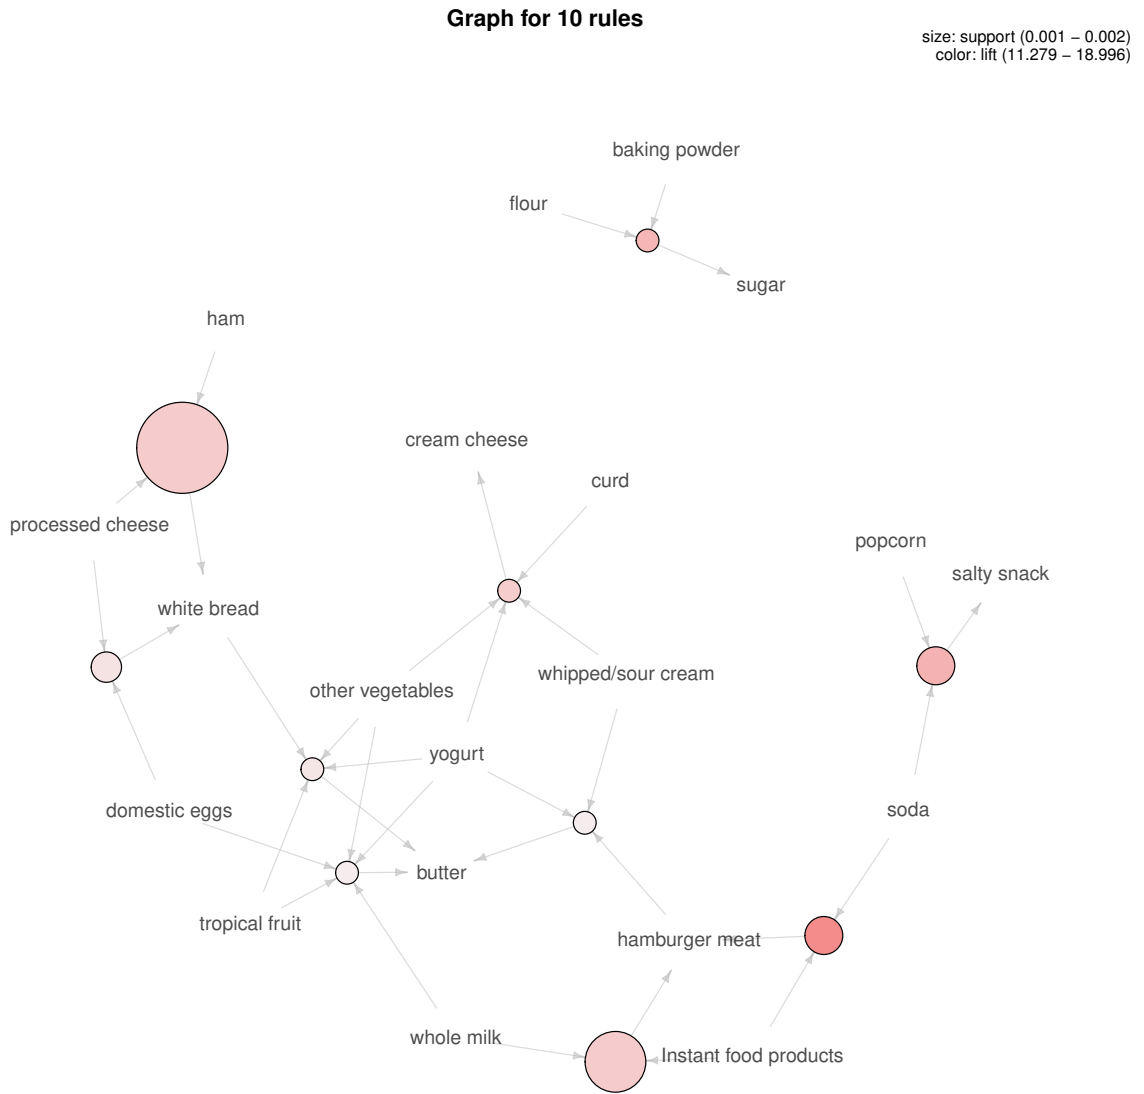 Graph for 10 rules
size: support (0.001 − 0.002)
color: lift (11.279 − 18.996)
baking powder
flour
sugar
ham
cream cheese
curd
processed cheese
popcorn
salty snack
white bread
whipped/sour cream
other vegetables
yogurt
domestic eggs
soda
butter
tropical fruit
hamburger meat
whole milk
Instant food products